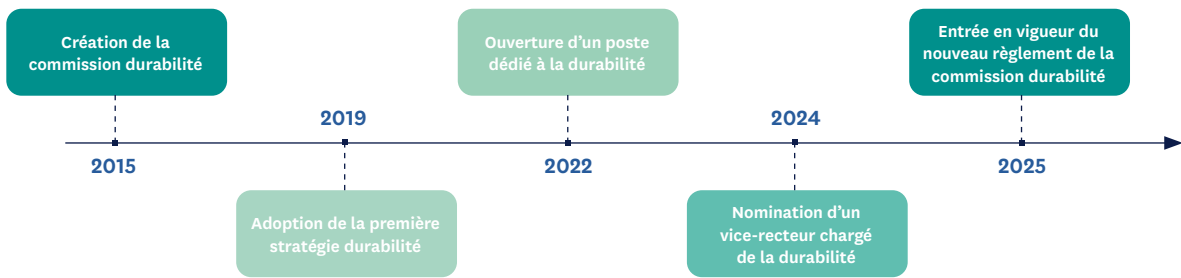 Création de la
commission durabilité
Ouverture d'un poste
dédié à la durabilité
Entrée en vigueur du
nouveau règlement de la
commission durabilité
2019
2024
2015
2022
2025
Adoption de la première
stratégie durabilité
Nomination d'un
vice-recteur chargé
de la durabilité